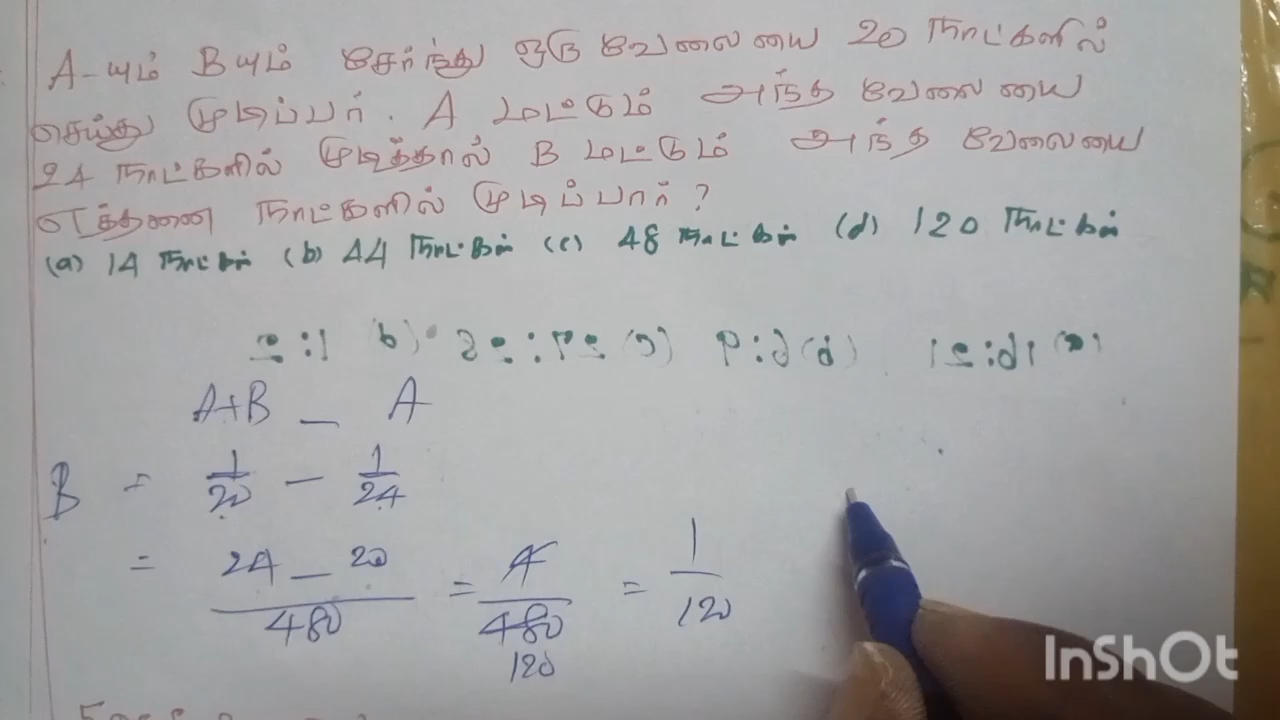 A-யும் Bயும் சேர்ந்து ஒரு வேலையை 20 நாட்களில்
செய்து முடிப்பர். A மட்டும் அந்த வேலையை
24 நாட்களில் முடித்தால் B மட்டும் அந்த வேலையை
எத்தனை நாட்களில் முடிப்பார்?
(a) 14 நாட்கள் (b) 44 நாட்கள் (c) 48 நாட்கள் (d) 120 நாட்கள்
A+B - A
B = 1/20 - 1/24
= 24 - 20 / 480 = 4 / 480 = 1 / 120
120
InShOt